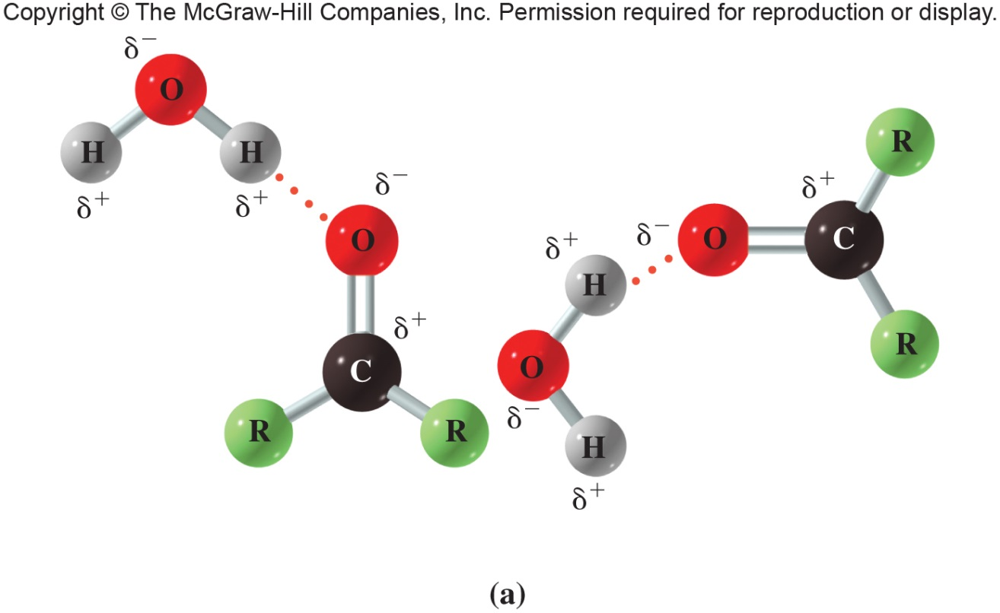 Copyright © The McGraw-Hill Companies, Inc. Permission required for reproduction or display.
δ−
O
H
H
δ+
δ+
δ−
O
δ+
C
R
R
R
δ+
δ−
O
C
δ+
H
R
O
δ−
H
δ+
(a)